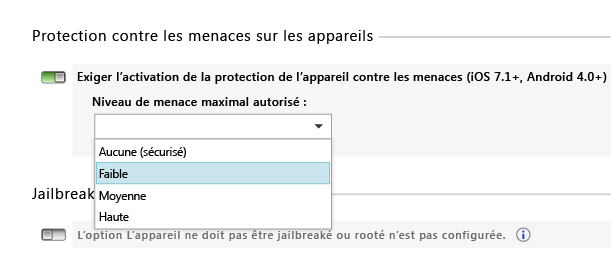 Protection contre les menaces sur les appareils
Exiger l'activation de la protection de l'appareil contre les menaces (iOS 7.1+, Android 4.0+)
Niveau de menace maximal autorisé :
Aucune (sécurisé)
Faible
Moyenne
Haute
Jailbreak
L'option L'appareil ne doit pas être jailbreaké ou rooté n'est pas configurée.